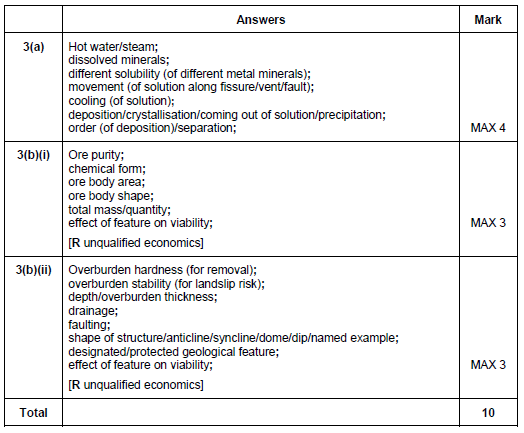 Answers Mark
3(a) Hot water/steam;
dissolved minerals;
different solubility (of different metal minerals);
movement (of solution along fissure/vent/fault);
cooling (of solution);
deposition/crystallisation/coming out of solution/precipitation;
order (of deposition)/separation; MAX 4
3(b)(i) Ore purity;
chemical form;
ore body area;
ore body shape;
total mass/quantity;
effect of feature on viability; MAX 3
[R unqualified economics]
3(b)(ii) Overburden hardness (for removal);
overburden stability (for landslip risk);
depth/overburden thickness;
drainage;
faulting;
shape of structure/anticline/syncline/dome/dip/named example;
designated/protected geological feature;
effect of feature on viability; MAX 3
[R unqualified economics]
Total 10